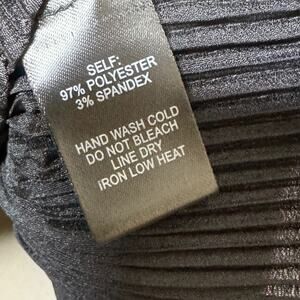 SELF:
97% POLYESTER
3% SPANDEX
HAND WASH COLD
DO NOT BLEACH
LINE DRY
IRON LOW HEAT